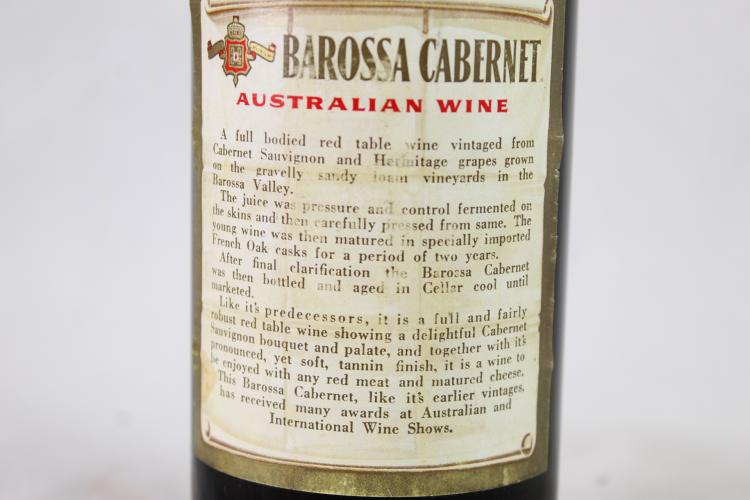 BAROSSA CABERNET
AUSTRALIAN WINE
A full bodied red table wine vintaged from
Cabernet Sauvignon and Hermitage grapes grown
on the gravelly sandy loam vineyards in the
Barossa Valley.
The juice was pressure and control fermented on
the skins and then carefully pressed from same. The
young wine was then matured in specially imported
French Oak casks for a period of two years.
After final clarification the Barossa Cabernet
was then bottled and aged in Cellar cool until
marketed.
Like it's predecessors, it is a full and fairly
robust red table wine showing a delightful Cabernet
Sauvignon bouquet and palate, and together with it's
pronounced, yet soft, tannin finish, it is a wine to
be enjoyed with any red meat and matured cheese.
This Barossa Cabernet, like it's earlier vintages,
has received many awards at Australian and
International Wine Shows.